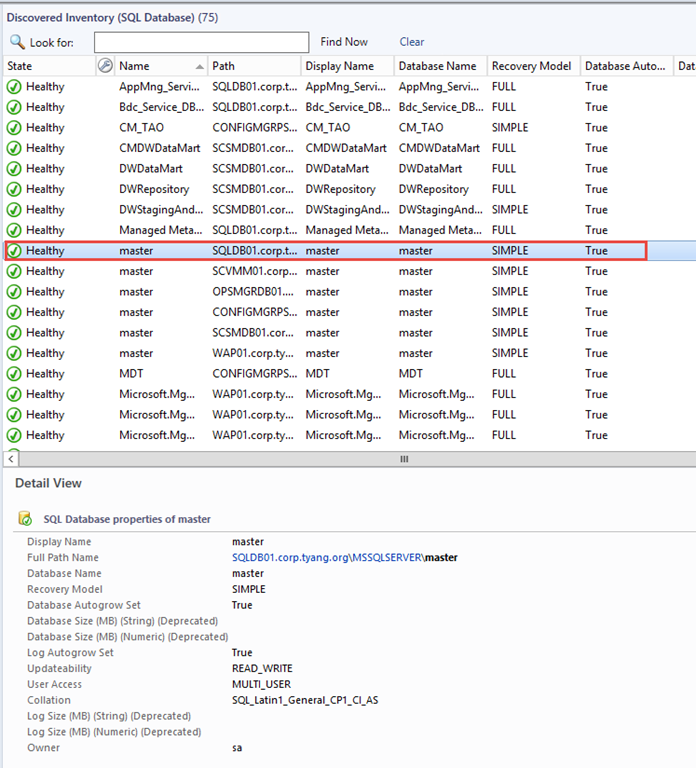 Discovered Inventory (SQL Database) (75)
Look for: Find Now Clear
State Name Path Display Name Database Name Recovery Model Database Auto... Dat
Healthy AppMng_Servi... SQLDB01.corp.t... AppMng_Servi... AppMng_Servi... FULL True
Healthy Bdc_Service_DB... SQLDB01.corp.t... Bdc_Service_DB... Bdc_Service_DB... FULL True
Healthy CM_TAO CONFIGMGRPS... CM_TAO CM_TAO SIMPLE True
Healthy CMDWDataMart SCSMDB01.cor... CMDWDataMart CMDWDataMart FULL True
Healthy DWDataMart SCSMDB01.cor... DWDataMart DWDataMart FULL True
Healthy DWRepository SCSMDB01.cor... DWRepository DWRepository FULL True
Healthy DWStagingAnd... SCSMDB01.cor... DWStagingAnd... DWStagingAnd... SIMPLE True
Healthy Managed Meta... SQLDB01.corp.t... Managed Meta... Managed Meta... FULL True
Healthy master SQLDB01.corp.t... master master SIMPLE True
Healthy master SCVMM01.corp... master master SIMPLE True
Healthy master OPSMGRDB01.... master master SIMPLE True
Healthy master CONFIGMGRPS... master master SIMPLE True
Healthy master SCSMDB01.cor... master master SIMPLE True
Healthy master WAP01.corp.ty... master master SIMPLE True
Healthy MDT CONFIGMGRPS... MDT MDT FULL True
Healthy Microsoft.Mg... WAP01.corp.ty... Microsoft.Mg... Microsoft.Mg... FULL True
Healthy Microsoft.Mg... WAP01.corp.ty... Microsoft.Mg... Microsoft.Mg... FULL True
Healthy Microsoft.Mg... WAP01.corp.ty... Microsoft.Mg... Microsoft.Mg... FULL True
Detail View
SQL Database properties of master
Display Name master
Full Path Name SQLDB01.corp.tyang.org\MSSQLSERVER\master
Database Name master
Recovery Model SIMPLE
Database Autogrow Set True
Database Size (MB) (String) (Deprecated)
Database Size (MB) (Numeric) (Deprecated)
Log Autogrow Set True
Updateability READ_WRITE
User Access MULTI_USER
Collation SQL_Latin1_General_CP1_CI_AS
Log Size (MB) (String) (Deprecated)
Log Size (MB) (Numeric) (Deprecated)
Owner sa